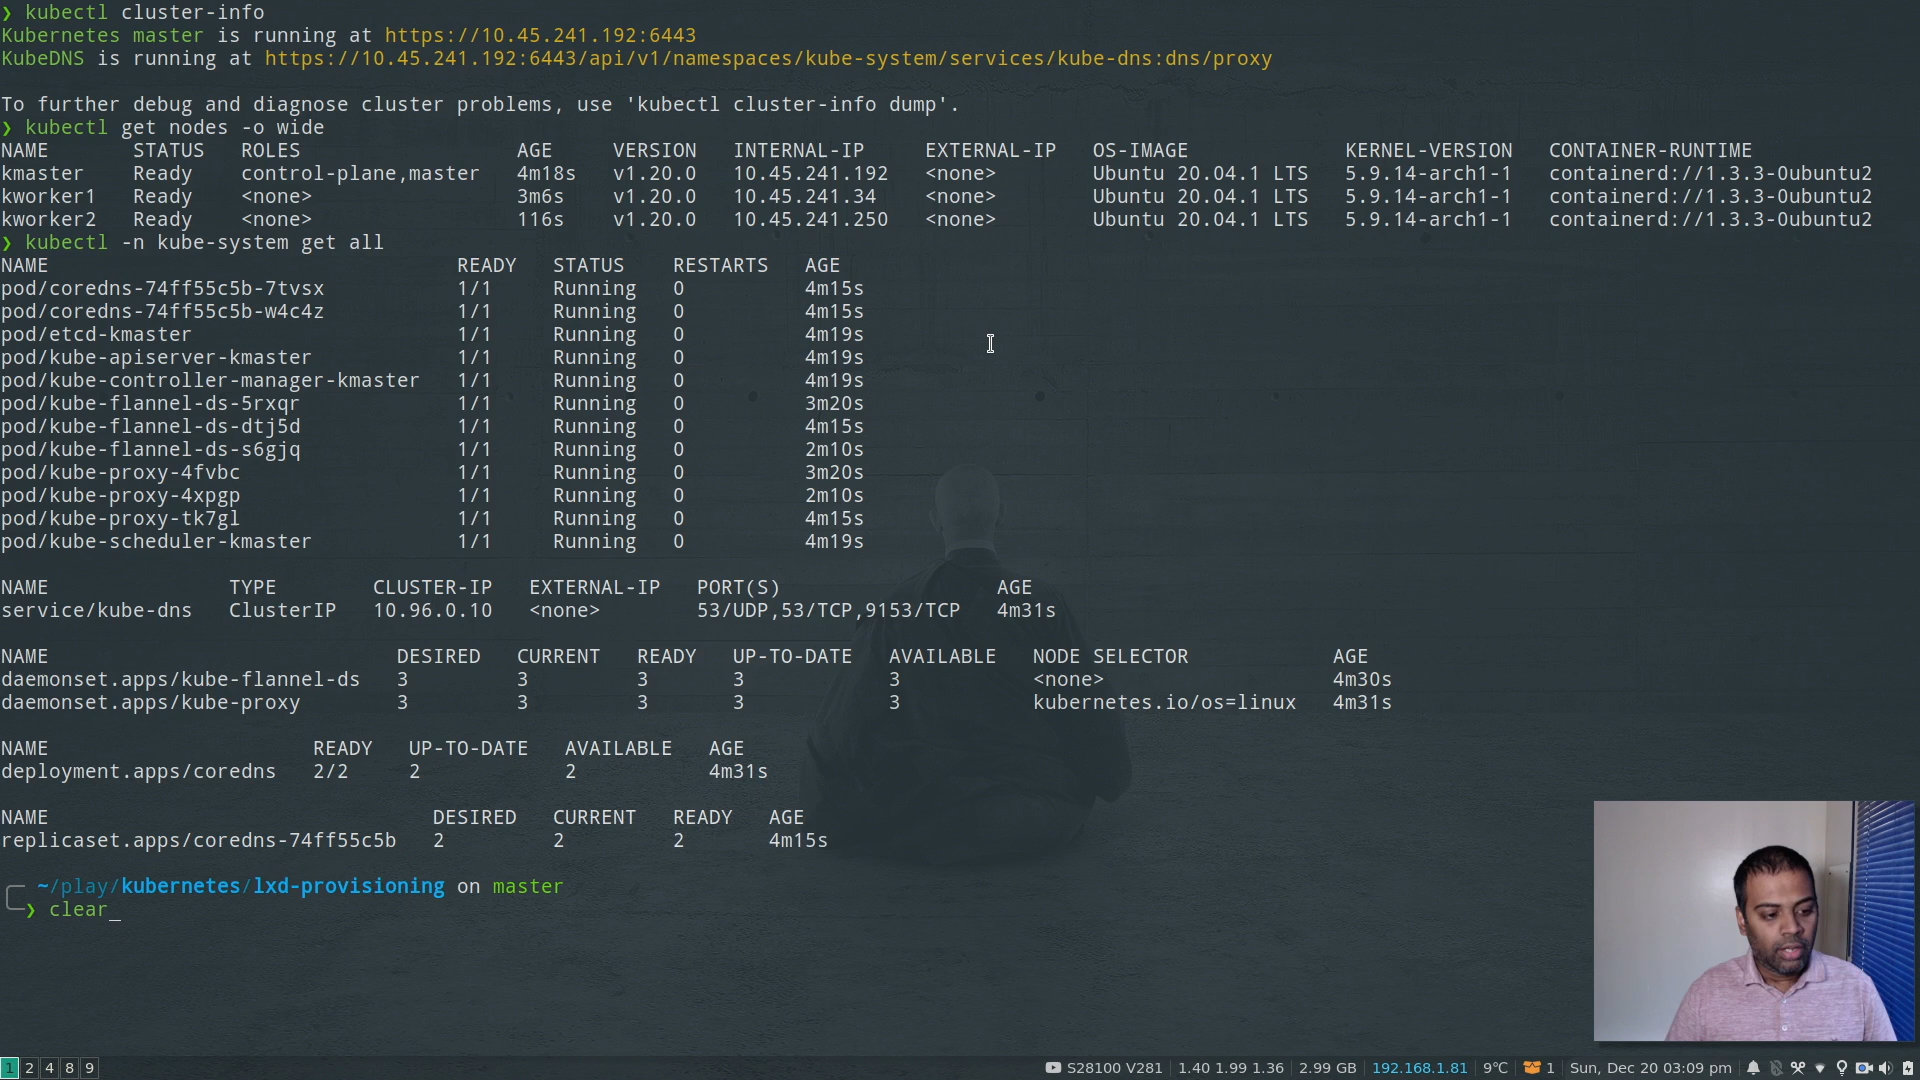 ❯ kubectl cluster-info
Kubernetes master is running at https://10.45.241.192:6443
KubeDNS is running at https://10.45.241.192:6443/api/v1/namespaces/kube-system/services/kube-dns:dns/proxy
To further debug and diagnose cluster problems, use 'kubectl cluster-info dump'.
❯ kubectl get nodes -o wide
NAME STATUS ROLES AGE VERSION INTERNAL-IP EXTERNAL-IP OS-IMAGE KERNEL-VERSION CONTAINER-RUNTIME
kmaster Ready control-plane,master 4m18s v1.20.0 10.45.241.192 <none> Ubuntu 20.04.1 LTS 5.9.14-arch1-1 containerd://1.3.3-0ubuntu2
kworker1 Ready <none> 3m6s v1.20.0 10.45.241.34 <none> Ubuntu 20.04.1 LTS 5.9.14-arch1-1 containerd://1.3.3-0ubuntu2
kworker2 Ready <none> 116s v1.20.0 10.45.241.250 <none> Ubuntu 20.04.1 LTS 5.9.14-arch1-1 containerd://1.3.3-0ubuntu2
❯ kubectl -n kube-system get all
NAME READY STATUS RESTARTS AGE
pod/coredns-74ff55c5b-7tvsx 1/1 Running 0 4m15s
pod/coredns-74ff55c5b-w4c4z 1/1 Running 0 4m15s
pod/etcd-kmaster 1/1 Running 0 4m19s
pod/kube-apiserver-kmaster 1/1 Running 0 4m19s
pod/kube-controller-manager-kmaster 1/1 Running 0 4m19s
pod/kube-flannel-ds-5rxqr 1/1 Running 0 3m20s
pod/kube-flannel-ds-dtj5d 1/1 Running 0 4m15s
pod/kube-flannel-ds-s6gjq 1/1 Running 0 2m10s
pod/kube-proxy-4fvbc 1/1 Running 0 3m20s
pod/kube-proxy-4xpgp 1/1 Running 0 2m10s
pod/kube-proxy-tk7gl 1/1 Running 0 4m15s
pod/kube-scheduler-kmaster 1/1 Running 0 4m19s
NAME TYPE CLUSTER-IP EXTERNAL-IP PORT(S) AGE
service/kube-dns ClusterIP 10.96.0.10 <none> 53/UDP,53/TCP,9153/TCP 4m31s
NAME DESIRED CURRENT READY UP-TO-DATE AVAILABLE NODE SELECTOR AGE
daemonset.apps/kube-flannel-ds 3 3 3 3 3 <none> 4m30s
daemonset.apps/kube-proxy 3 3 3 3 3 kubernetes.io/os=linux 4m31s
NAME READY UP-TO-DATE AVAILABLE AGE
deployment.apps/coredns 2/2 2 2 4m31s
NAME DESIRED CURRENT READY AGE
replicaset.apps/coredns-74ff55c5b 2 2 2 4m15s
~/play/kubernetes/lxd-provisioning on master
❯ clear_
1 2 4 8 9 S28100 V281 1.40 1.99 1.36 2.99 GB 192.168.1.81 9°C 1 Sun, Dec 20 03:09 pm